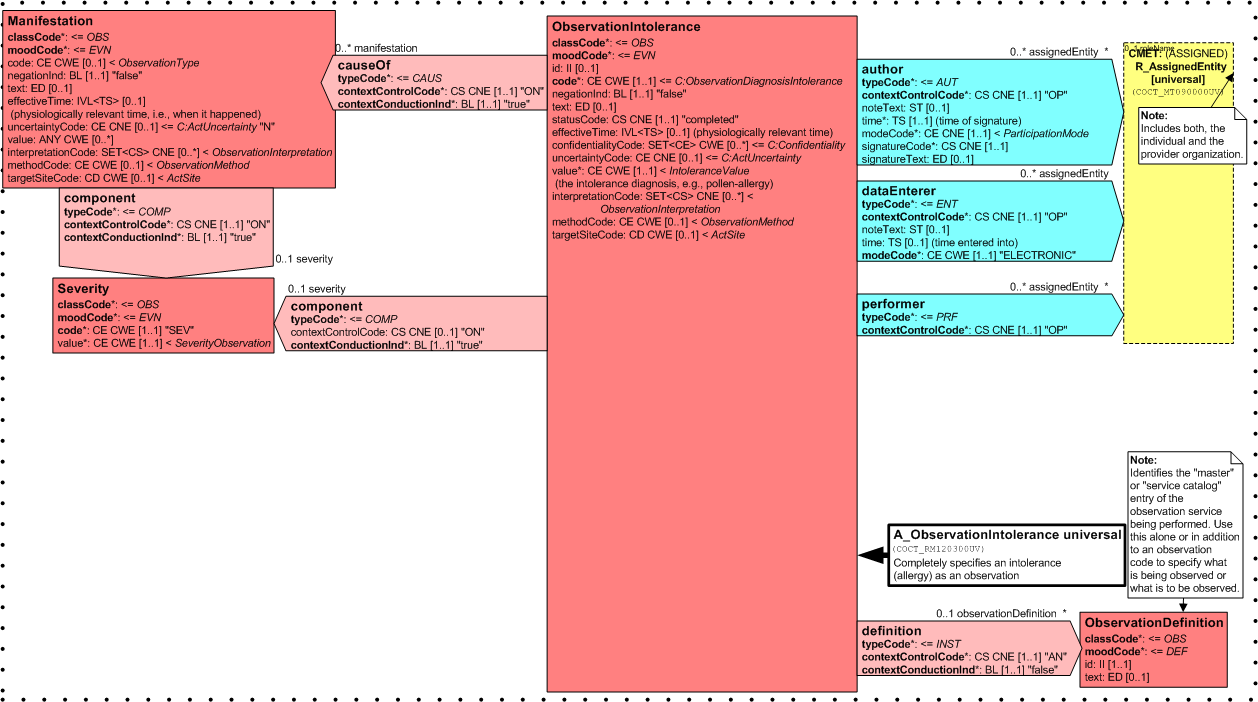 Manifestation
classCode*: <= OBS
moodCode*: <= EVN
code: CE CWE [0..1] < ObservationType
negationInd: BL [1..1] "false"
text: ED [0..1]
effectiveTime: IVL<TS> [0..1]
(physiologically relevant time, i.e., when it happened)
uncertaintyCode: CE CNE [0..1] <= C:ActUncertainty "N"
value: ANY CWE [0..*]
interpretationCode: SET<CS> CNE [0..*] < ObservationInterpretation
methodCode: CE CWE [0..1] < ObservationMethod
targetSiteCode: CD CWE [0..1] < ActSite
0..* manifestation
causeOf
typeCode*: <= CAUS
contextControlCode: CS CNE [1..1] "ON"
contextConductionInd*: BL [1..1] "true"
component
typeCode*: <= COMP
contextControlCode: CS CNE [1..1] "ON"
contextConductionInd*: BL [1..1] "true"
0..1 severity
Severity
classCode*: <= OBS
moodCode*: <= EVN
code*: CE CWE [1..1] "SEV"
value*: CE CWE [1..1] < SeverityObservation
0..1 severity
component
typeCode*: <= COMP
contextControlCode: CS CNE [0..1] "ON"
contextConductionInd*: BL [1..1] "true"
ObservationIntolerance
classCode*: <= OBS
moodCode*: <= EVN
id: II [0..1]
code*: CE CWE [1..1] <= C:ObservationDiagnosisIntolerance
negationInd: BL [1..1] "false"
text: ED [0..1]
statusCode: CS CNE [1..1] "completed"
effectiveTime: IVL<TS> [0..1] (physiologically relevant time)
confidentialityCode: SET<CE> CWE [0..*] <= C:Confidentiality
uncertaintyCode: CE CNE [0..1] <= C:ActUncertainty
value*: CE CWE [1..1] < IntoleranceValue
(the intolerance diagnosis, e.g., pollen-allergy)
interpretationCode: SET<CS> CNE [0..*] <
ObservationInterpretation
methodCode: CE CWE [0..1] < ObservationMethod
targetSiteCode: CD CWE [0..1] < ActSite
0..* assignedEntity *
author
typeCode*: <= AUT
contextControlCode*: CS CNE [1..1] "OP"
noteText: ST [0..1]
time*: TS [1..1] (time of signature)
modeCode*: CE CNE [1..1] < ParticipationMode
signatureCode*: CS CNE [1..1]
signatureText: ED [0..1]
0..* assignedEntity
dataEnterer
typeCode*: <= ENT
contextControlCode*: CS CNE [1..1] "OP"
noteText: ST [0..1]
time: TS [0..1] (time entered into)
modeCode*: CE CWE [1..1] "ELECTRONIC"
0..* assignedEntity *
performer
typeCode*: <= PRF
contextControlCode*: CS CNE [1..1] "OP"
CMET: (ASSIGNED)
R_AssignedEntity
[universal]
(COCT_MT090000UV)
Note:
Includes both, the
individual and the
provider organization.
Note:
Identifies the "master"
or "service catalog"
entry of the
observation service
being performed. Use
this alone or in addition
to an observation
code to specify what
is being observed or
what is to be observed.
A_ObservationIntolerance universal
(COCT_RM120300UV)
Completely specifies an intolerance
(allergy) as an observation
0..1 observationDefinition *
definition
typeCode*: <= INST
contextControlCode*: CS CNE [1..1] "AN"
contextConductionInd*: BL [1..1] "false"
ObservationDefinition
classCode*: <= OBS
moodCode*: <= DEF
id: II [1..1]
text: ED [0..1]